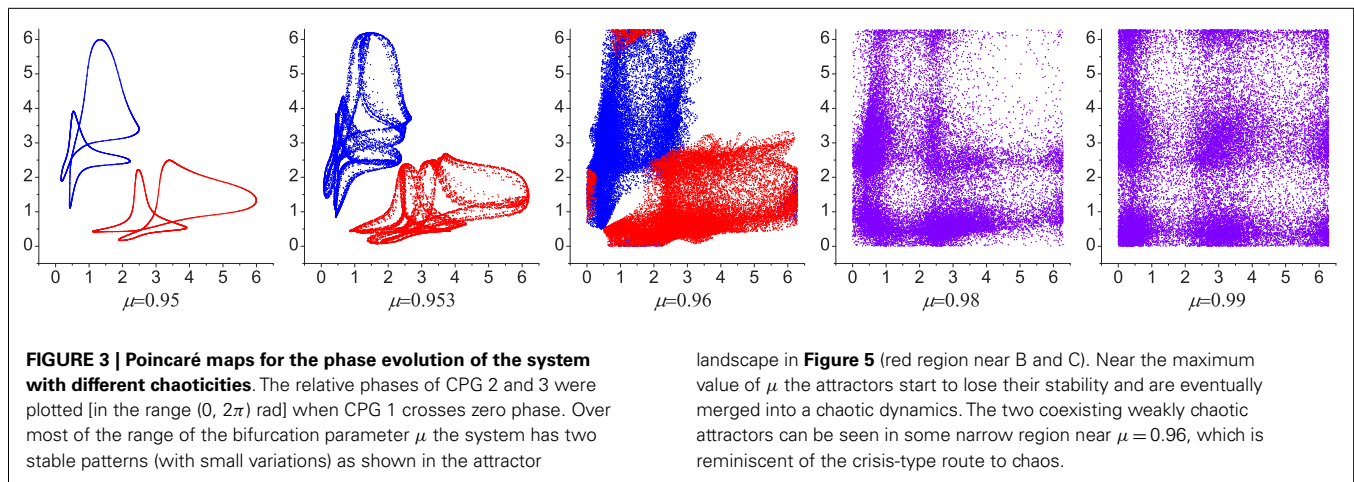 6
5
4
3
2
1
0
0 1 2 3 4 5 6
μ=0.95
6
5
4
3
2
1
0
0 1 2 3 4 5 6
μ=0.953
6
5
4
3
2
1
0
0 1 2 3 4 5 6
μ=0.96
6
5
4
3
2
1
0
0 1 2 3 4 5 6
μ=0.98
6
5
4
3
2
1
0
0 1 2 3 4 5 6
μ=0.99
FIGURE 3 | Poincaré maps for the phase evolution of the system
with different chaoticities. The relative phases of CPG 2 and 3 were
plotted [in the range (0, 2π) rad] when CPG 1 crosses zero phase. Over
most of the range of the bifurcation parameter μ the system has two
stable patterns (with small variations) as shown in the attractor
landscape in Figure 5 (red region near B and C). Near the maximum
value of μ the attractors start to lose their stability and are eventually
merged into a chaotic dynamics. The two coexisting weakly chaotic
attractors can be seen in some narrow region near μ = 0.96, which is
reminiscent of the crisis-type route to chaos.